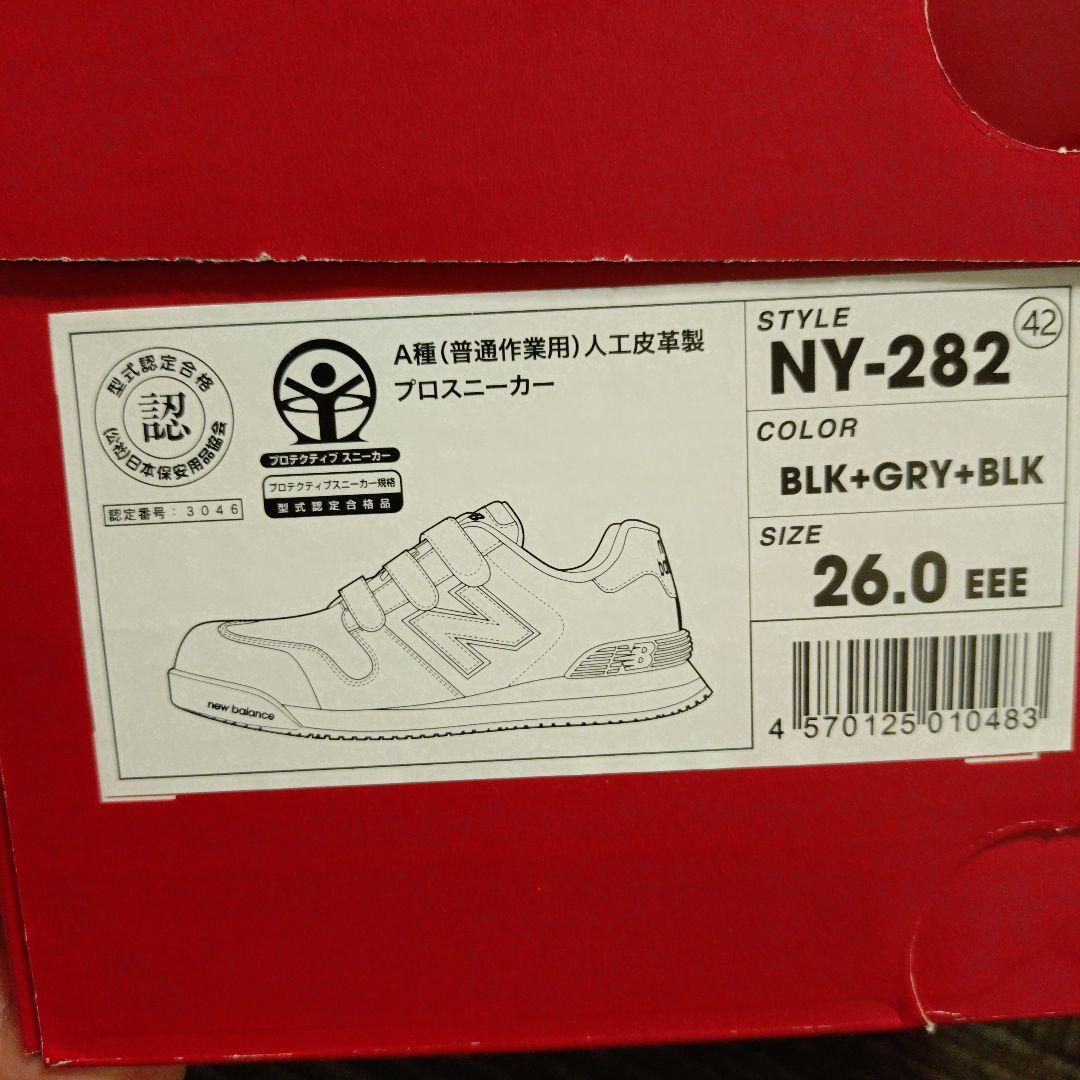 型式認定合格
認
(公社)日本保安用品協会
認定番号:3046
プロテクティブ スニーカー
プロテクティブスニーカー規格
型式認定合格品
A種(普通作業用)人工皮革製
プロスニーカー
new balance
N
NB
STYLE
NY-282
42
COLOR
BLK+GRY+BLK
SIZE
26.0 EEE
4 570125 010483